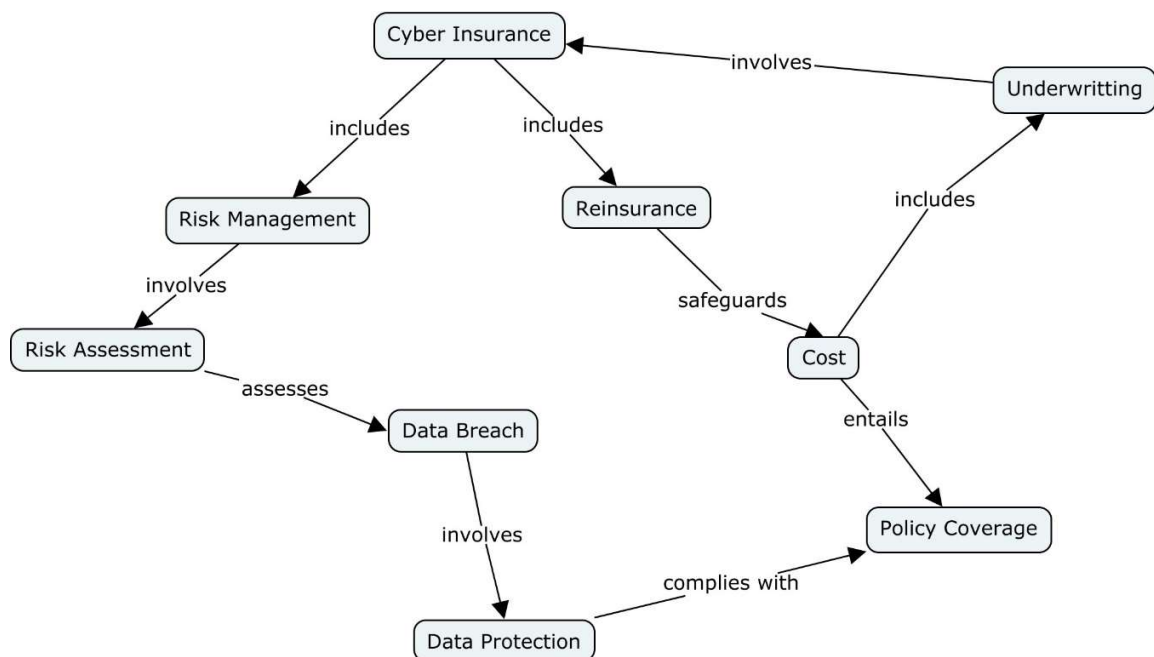 Cyber Insurance
involves
Underwritting
includes
includes
Risk Management
Reinsurance
includes
involves
safeguards
Risk Assessment
Cost
assesses
Data Breach
entails
involves
Policy Coverage
complies with
Data Protection